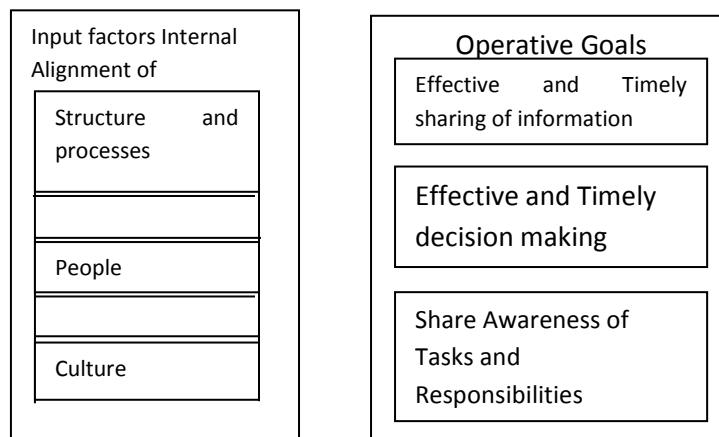 Input factors Internal
Alignment of
Structure and
processes
People
Culture
Operative Goals
Effective and Timely
sharing of information
Effective and Timely
decision making
Share Awareness of
Tasks and
Responsibilities